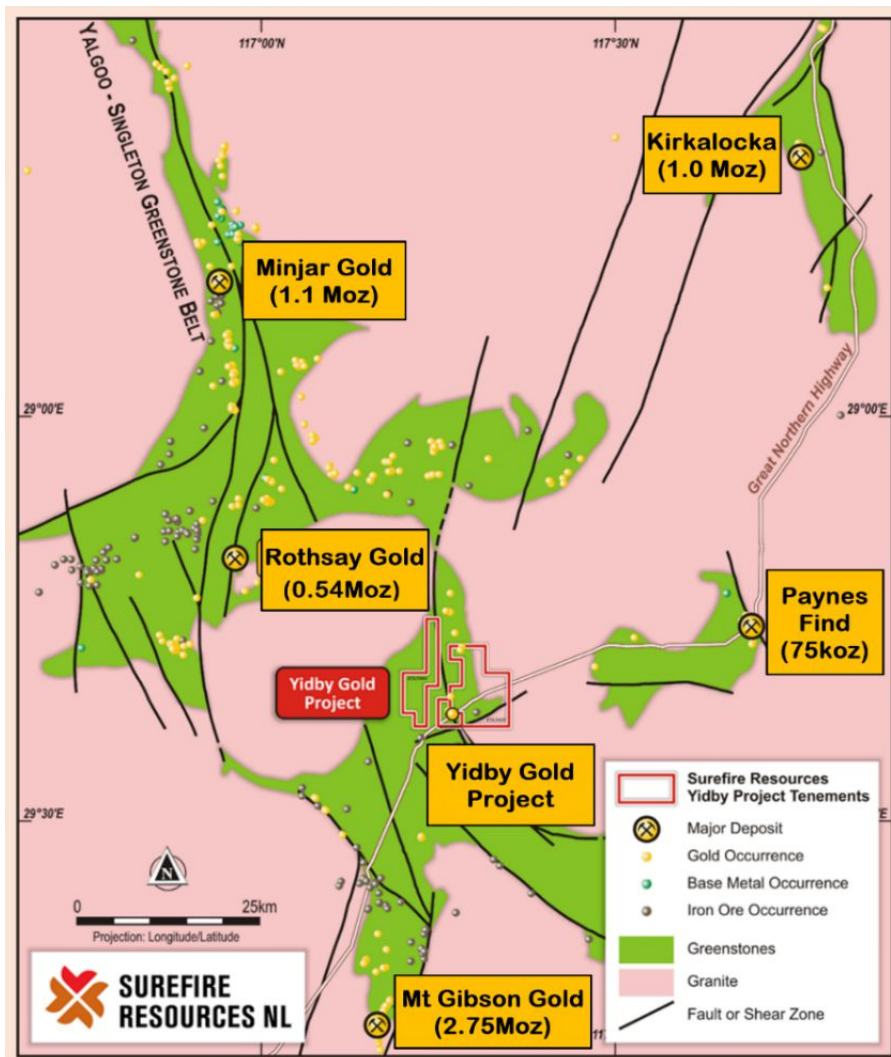 117°00'N
117°30'N
YALGOO - SINGLETON GREENSTONE BELT
Kirkalocka
(1.0 Moz)
Minjar Gold
(1.1 Moz)
29°00'E
29°00'E
Great Northern Highway
Rothsay Gold
(0.54Moz)
Paynes
Find
(75koz)
Yidby Gold
Project
Yidby Gold
Project
29°30'E
Surefire Resources
Yidby Project Tenements
Major Deposit
Gold Occurrence
Base Metal Occurrence
Iron Ore Occurrence
Greenstones
Granite
Fault or Shear Zone
N
0 25km
Projection: Longitude/Latitude
SUREFIRE
RESOURCES NL
Mt Gibson Gold
(2.75Moz)